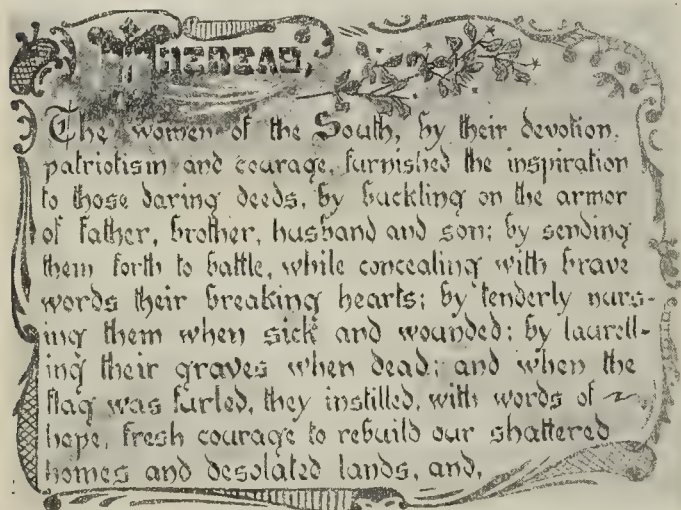 WHEREAS,
The women of the South, by their devotion,
patriotism and courage, furnished the inspiration
to those daring deeds, by buckling on the armor
of father, brother, husband and son; by sending
them forth to battle, while concealing with brave
words their breaking hearts; by tenderly nurs-
ing them when sick and wounded; by laurell-
ing their graves when dead; and when the
flag was furled, they instilled, with words of
hope, fresh courage to rebuild our shattered
homes and desolated lands, and,